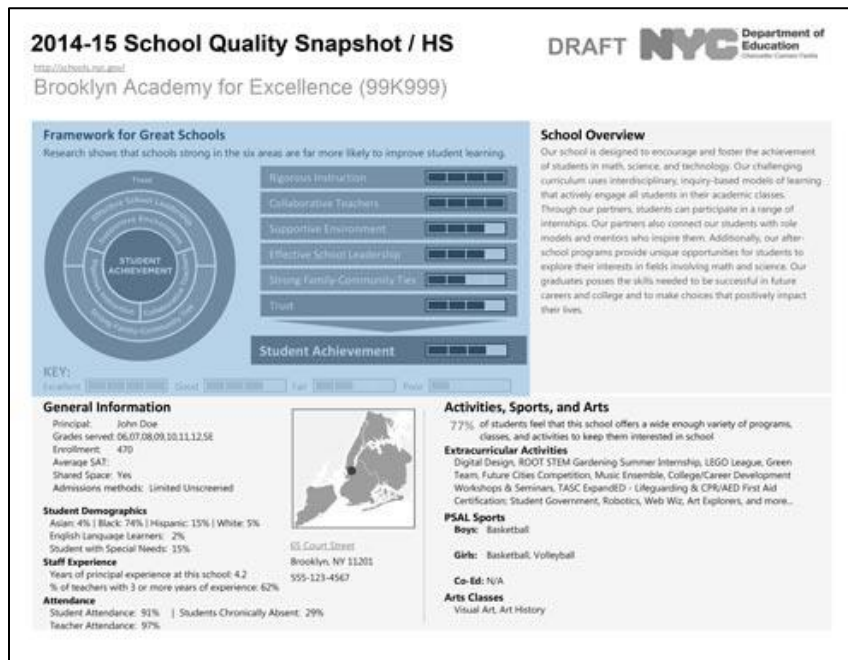 2014-15 School Quality Snapshot / HS
DRAFT
NYC
Department of
Education
http://schools.nyc.gov/
Brooklyn Academy for Excellence (99K999)
Framework for Great Schools
Research shows that schools strong in the six areas are far more likely to improve student learning.
Trust
Effective School Leadership
Supportive Environment
STUDENT
ACHIEVEMENT
Rigorous Instruction
Collaborative Teachers
Strong Family-Community Ties
Rigorous Instruction
Collaborative Teachers
Supportive Environment
Effective School Leadership
Strong Family-Community Ties
Trust
Student Achievement
KEY:
Excellent Good Fair Poor
School Overview
Our school is designed to encourage and foster the achievement
of students in math, science, and technology. Our challenging
curriculum uses interdisciplinary, inquiry-based models of learning
that actively engage all students in their academic classes.
Through our partners, students can participate in a range of
internships. Our partners also connect our students with role
models and mentors who inspire them. Additionally, our after-
school programs provide unique opportunities for students to
explore their interests in fields involving math and science. Our
graduates posses the skills needed to be successful in future
careers and college and to make choices that positively impact
their lives.
General Information
Principal: John Doe
Grades served: 06,07,08,09,10,11,12,SE
Enrollment: 470
Average SAT:
Shared Space: Yes
Admissions methods: Limited Unscreened
Student Demographics
Asian: 4% | Black: 74% | Hispanic: 15% | White: 5%
English Language Learners: 2%
Student with Special Needs: 15%
Staff Experience
Years of principal experience at this school: 4.2
% of teachers with 3 or more years of experience: 62%
Attendance
Student Attendance: 91% | Students Chronically Absent: 29%
Teacher Attendance: 97%
65 Court Street
Brooklyn, NY 11201
555-123-4567
Activities, Sports, and Arts
77% of students feel that this school offers a wide enough variety of programs,
classes, and activities to keep them interested in school
Extracurricular Activities
Digital Design, ROOT STEM Gardening Summer Internship, LEGO League, Green
Team, Future Cities Competition, Music Ensemble, College/Career Development
Workshops & Seminars, TASC ExpandED - Lifeguarding & CPR/AED First Aid
Certification; Student Government, Robotics, Web Wiz, Art Explorers, and more...
PSAL Sports
Boys: Basketball
Girls: Basketball, Volleyball
Co-Ed: N/A
Arts Classes
Visual Art, Art History